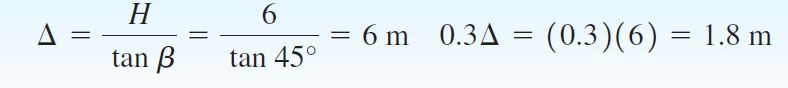 Δ = H / tan β = 6 / tan 45° = 6 m 0.3Δ = (0.3)(6) = 1.8 m